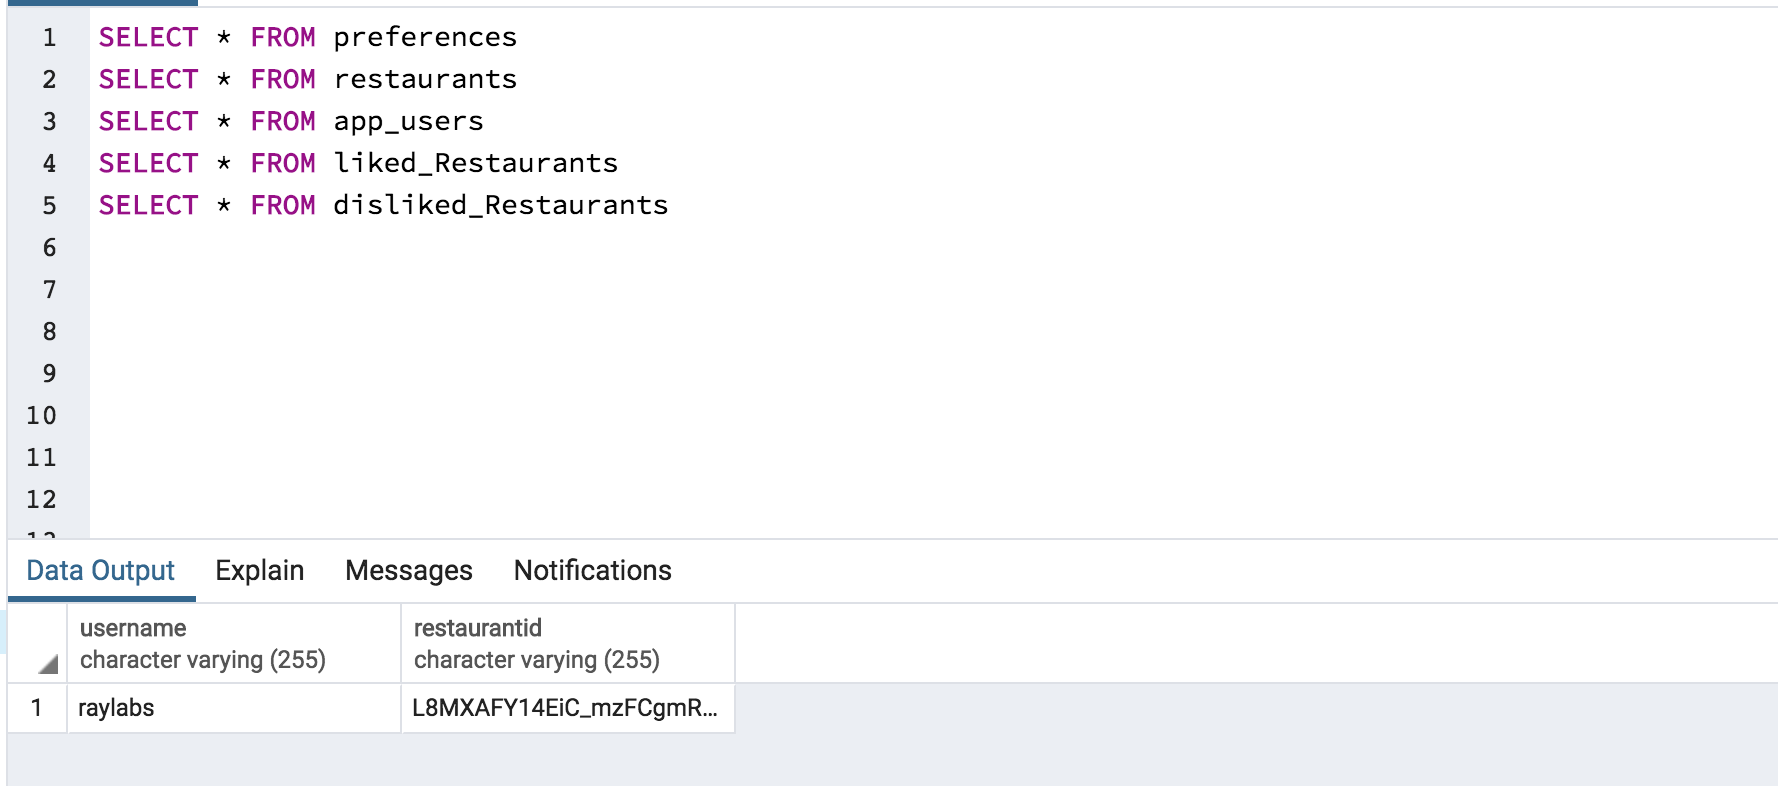 1 SELECT * FROM preferences
2 SELECT * FROM restaurants
3 SELECT * FROM app_users
4 SELECT * FROM liked_Restaurants
5 SELECT * FROM disliked_Restaurants
6
7
8
9
10
11
12
13
Data Output Explain Messages Notifications
username restaurantid
character varying (255) character varying (255)
1 raylabs L8MXAFY14EiC_mzFCgmR...